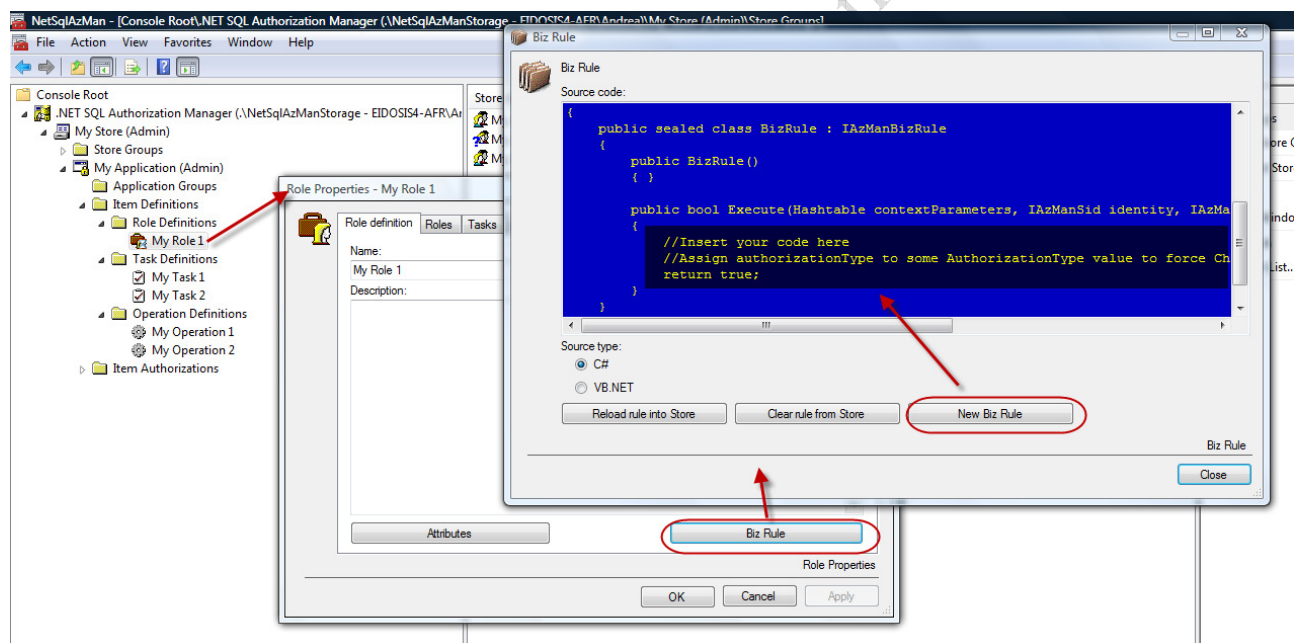 NetSqlAzMan - [Console Root\.NET SQL Authorization Manager (.\NetSqlAzManStorage - EIDOSIS4-AFR\Andrea)\My Store (Admin)\Store Groups]
File Action View Favorites Window Help
Console Root
.NET SQL Authorization Manager (.\NetSqlAzManStorage - EIDOSIS4-AFR\An
My Store (Admin)
Store Groups
My Application (Admin)
Application Groups
Item Definitions
Role Definitions
My Role 1
Task Definitions
My Task 1
My Task 2
Operation Definitions
My Operation 1
My Operation 2
Item Authorizations
Store
Role Properties - My Role 1
Role definition Roles Tasks
Name:
My Role 1
Description:
Attributes Biz Rule
Role Properties
OK Cancel Apply
Biz Rule
Biz Rule
Source code:
{
public sealed class BizRule : IAzManBizRule
{
public BizRule()
{ }
public bool Execute(Hashtable contextParameters, IAzManSid identity, IAzMa
{
//Insert your code here
//Assign authorizationType to some AuthorizationType value to force Ch
return true;
}
}
Source type:
C#
VB.NET
Reload rule into Store Clear rule from Store New Biz Rule
Biz Rule
Close